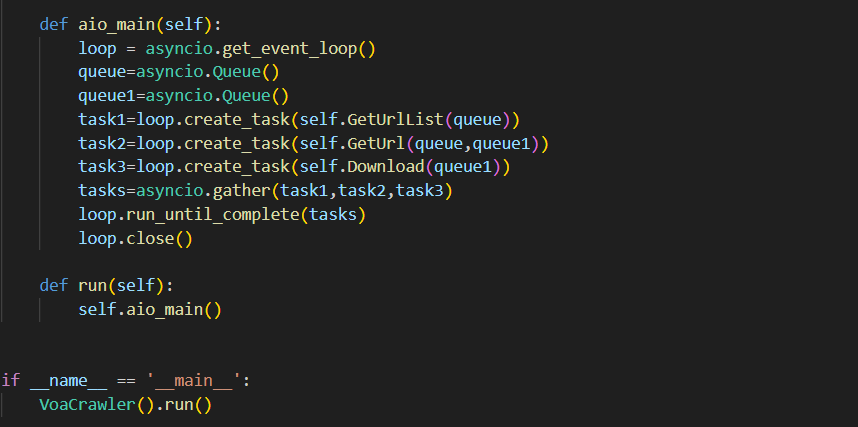 def aio_main(self):
loop = asyncio.get_event_loop()
queue=asyncio.Queue()
queue1=asyncio.Queue()
task1=loop.create_task(self.GetUrlList(queue))
task2=loop.create_task(self.GetUrl(queue,queue1))
task3=loop.create_task(self.Download(queue1))
tasks=asyncio.gather(task1,task2,task3)
loop.run_until_complete(tasks)
loop.close()
def run(self):
self.aio_main()
if __name__ == '__main__':
VoaCrawler().run()